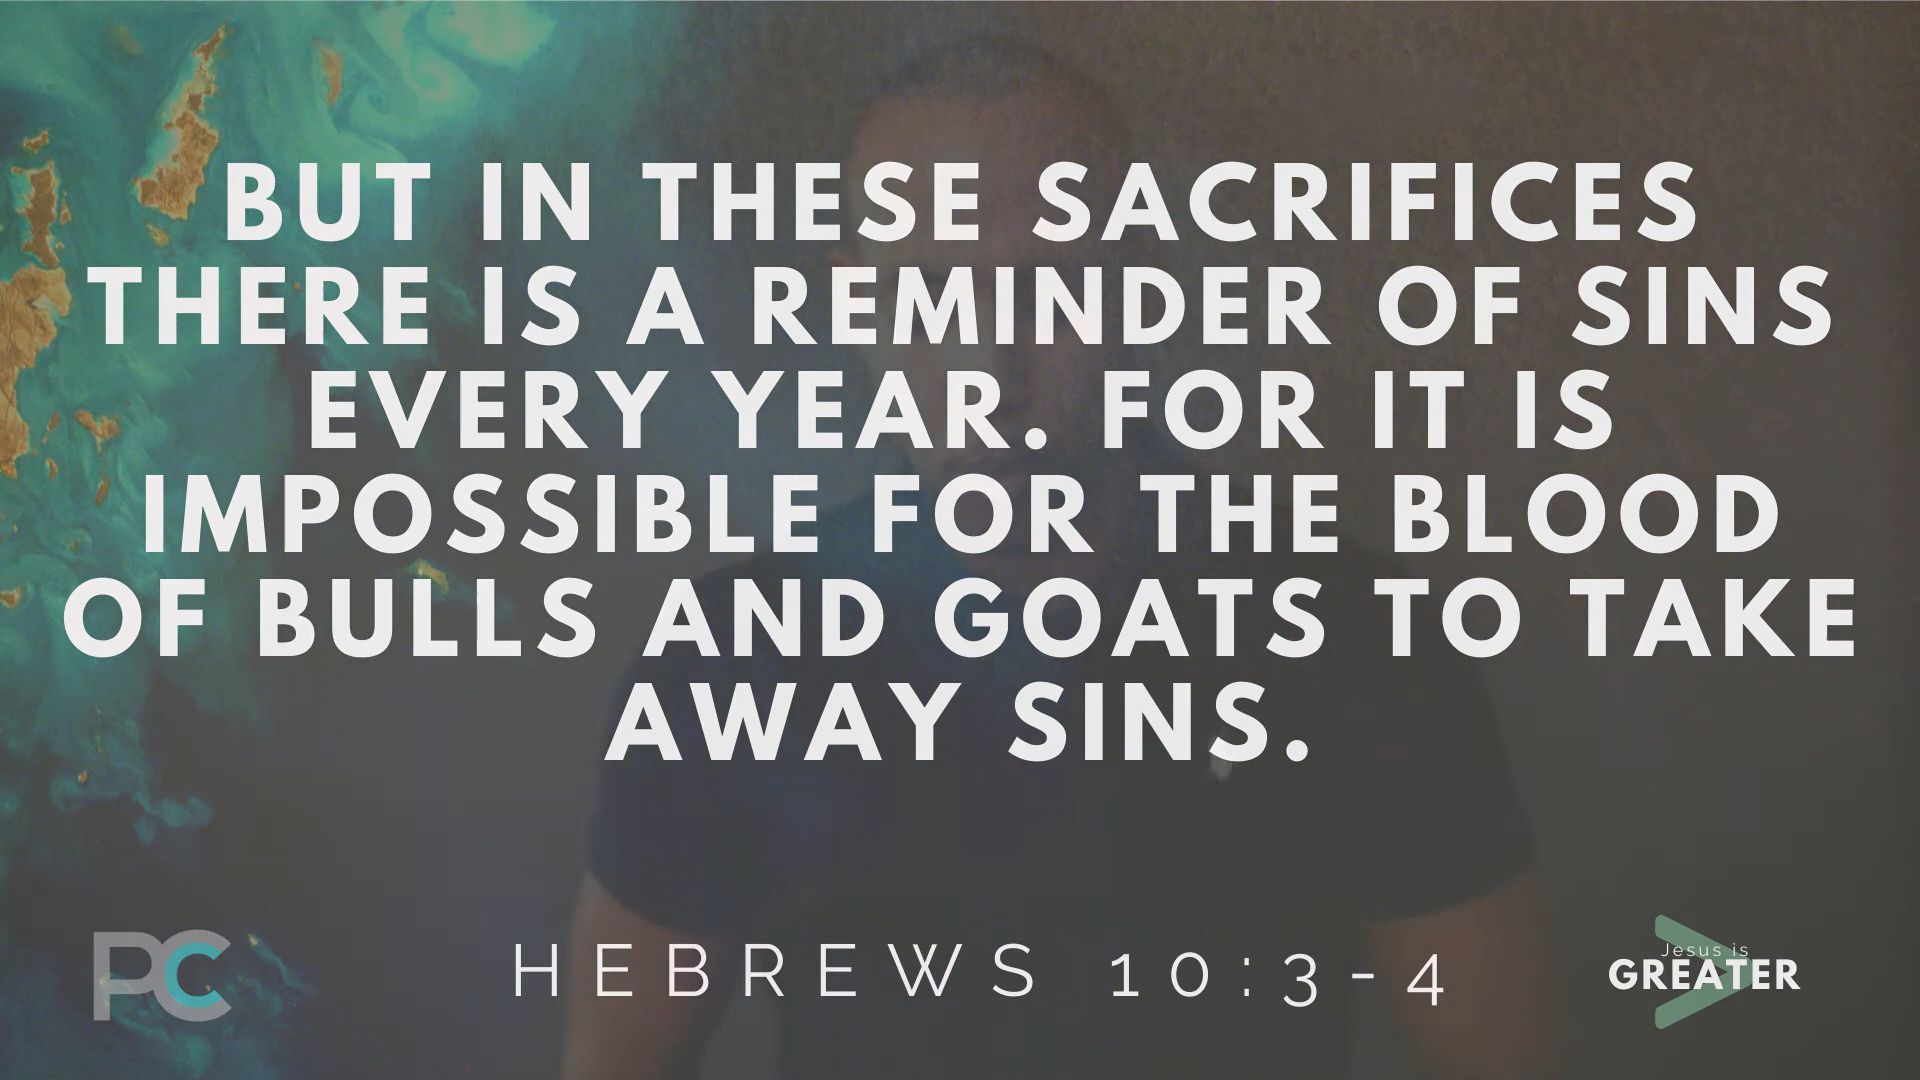 BUT IN THESE SACRIFICES
THERE IS A REMINDER OF SINS
EVERY YEAR. FOR IT IS
IMPOSSIBLE FOR THE BLOOD
OF BULLS AND GOATS TO TAKE
AWAY SINS.
HEBREWS 10:3-4
PC
Jesus is
GREATER